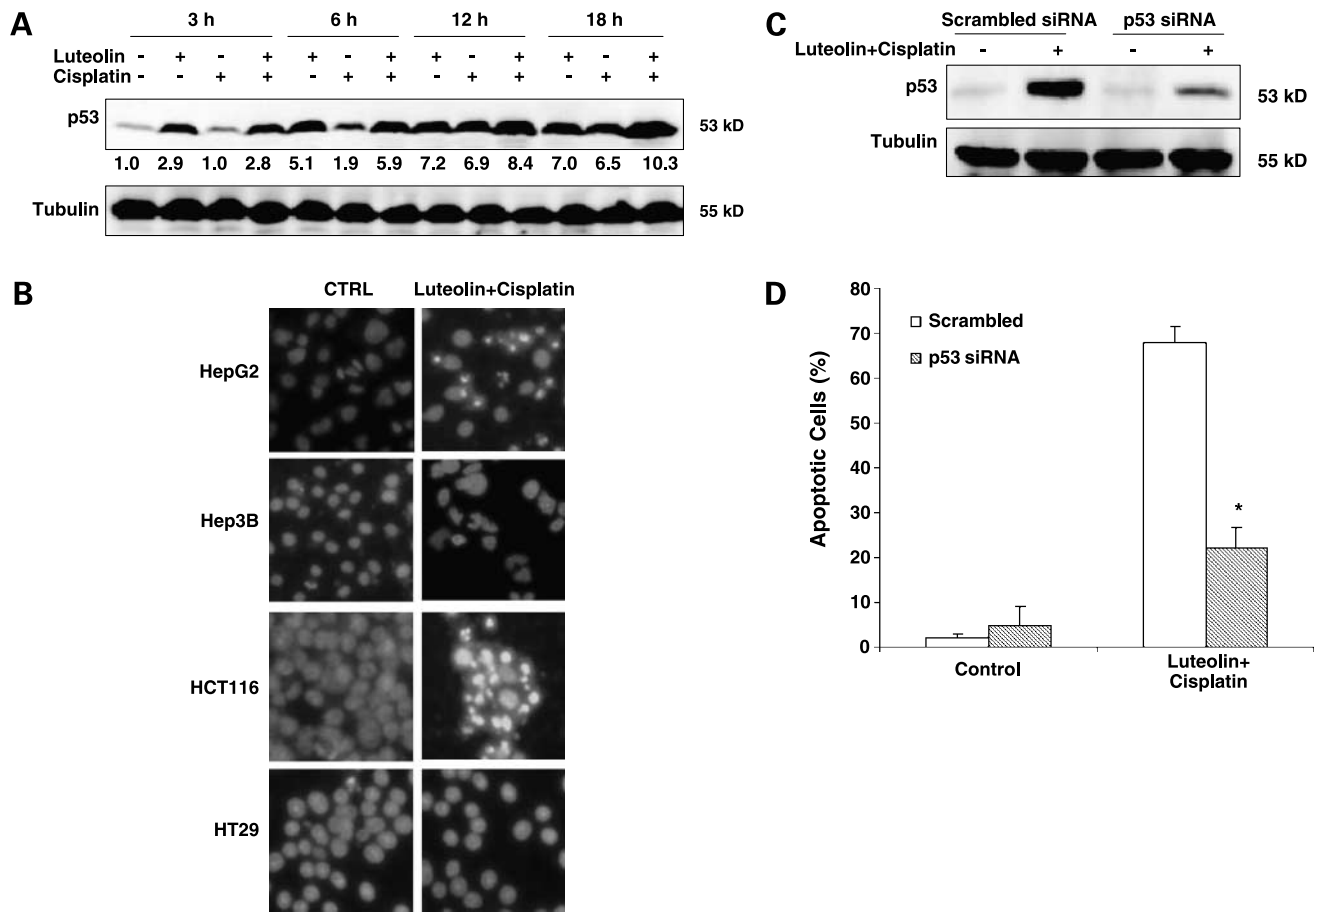 A
3 h 6 h 12 h 18 h
Luteolin - + - + + - + + - + + - +
Cisplatin - - + + - + + - + + - + +
p53 53 kD
1.0 2.9 1.0 2.8 5.1 1.9 5.9 7.2 6.9 8.4 7.0 6.5 10.3
Tubulin 55 kD
B
CTRL Luteolin+Cisplatin
HepG2
Hep3B
HCT116
HT29
C
Scrambled siRNA p53 siRNA
Luteolin+Cisplatin - + - +
p53 53 kD
Tubulin 55 kD
D
Apoptotic Cells (%)
80
70
60
50
40
30
20
10
0
Scrambled
p53 siRNA
*
Control
Luteolin+
Cisplatin